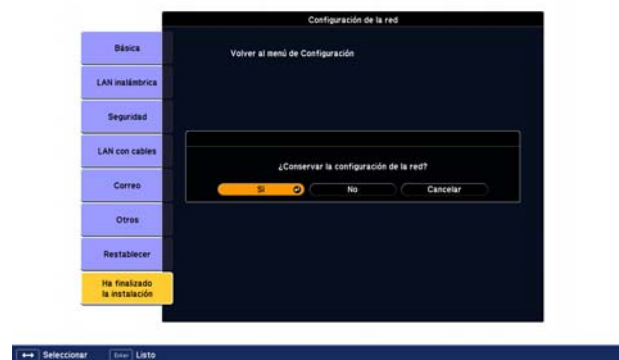 Configuración de la red
Básica
Volver al menú de Configuración
LAN inalámbrica
Seguridad
LAN con cables
¿Conservar la configuración de la red?
Correo
Sí No Cancelar
Otros
Restablecer
Ha finalizado
la instalación
Seleccionar Enter Listo